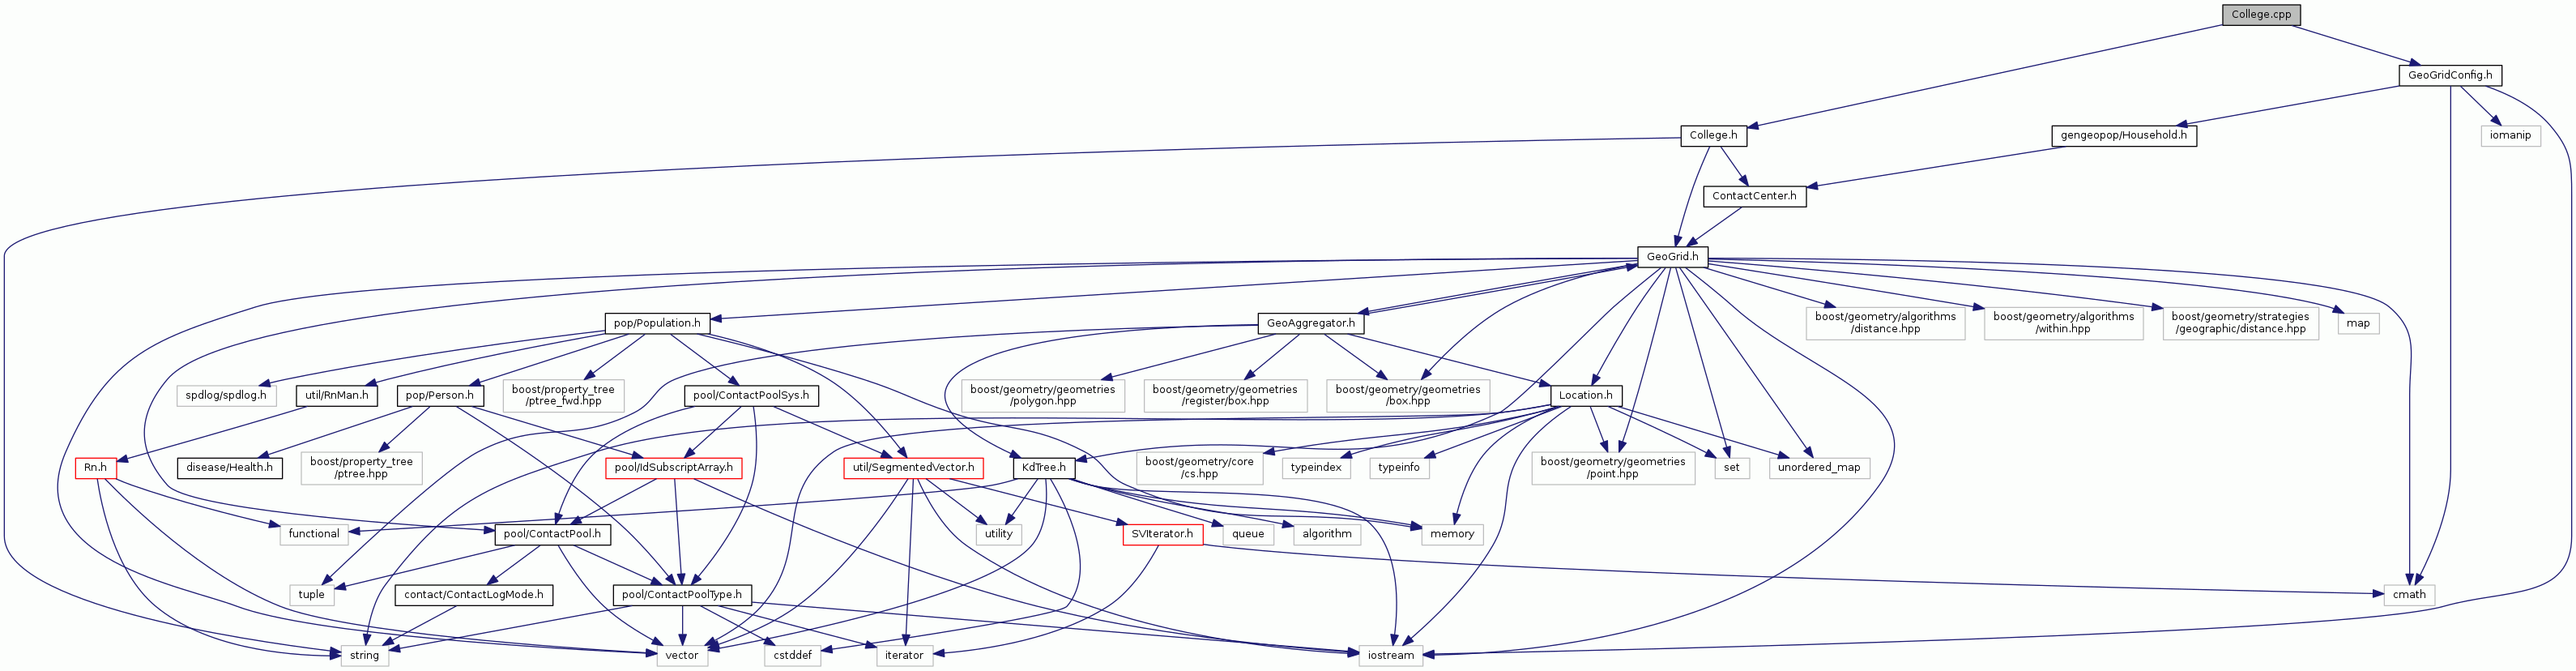 College.cpp
GeoGridConfig.h
College.h
gengeopop/Household.h
iomanip
ContactCenter.h
GeoGrid.h
pop/Population.h
GeoAggregator.h
boost/geometry/algorithms
/distance.hpp
boost/geometry/algorithms
/within.hpp
boost/geometry/strategies
/geographic/distance.hpp
map
spdlog/spdlog.h
util/RnMan.h
pop/Person.h
boost/property_tree
/ptree_fwd.hpp
pool/ContactPoolSys.h
boost/geometry/geometries
/polygon.hpp
boost/geometry/geometries
/register/box.hpp
boost/geometry/geometries
/box.hpp
Location.h
Rn.h
disease/Health.h
boost/property_tree
/ptree.hpp
pool/IdSubscriptArray.h
util/SegmentedVector.h
KdTree.h
boost/geometry/core
/cs.hpp
typeindex
typeinfo
boost/geometry/geometries
/point.hpp
set
unordered_map
functional
pool/ContactPool.h
utility
SVIterator.h
queue
algorithm
memory
tuple
contact/ContactLogMode.h
pool/ContactPoolType.h
cmath
string
vector
cstddef
iterator
iostream